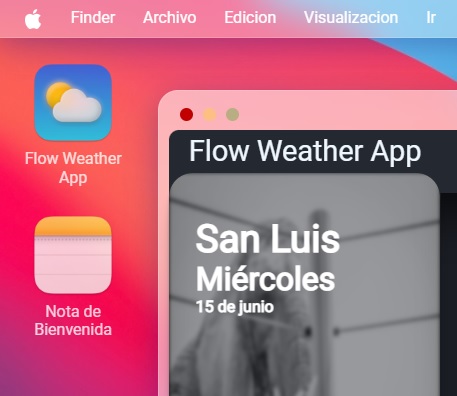 Finder Archivo Edicion Visualizacion Ir
Flow Weather
App
Nota de
Bienvenida
Flow Weather App
San Luis
Miércoles
15 de junio